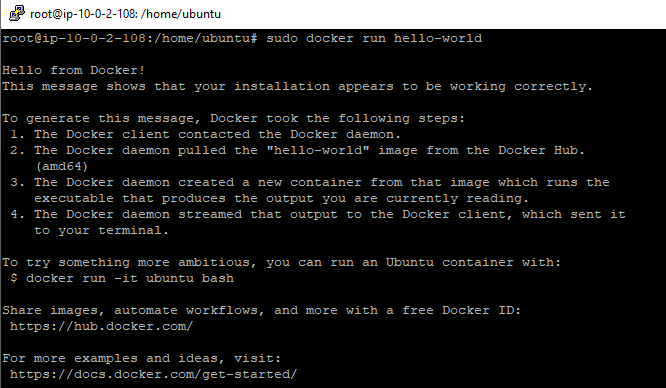 root@ip-10-0-2-108: /home/ubuntu
root@ip-10-0-2-108:/home/ubuntu# sudo docker run hello-world
Hello from Docker!
This message shows that your installation appears to be working correctly.
To generate this message, Docker took the following steps:
1. The Docker client contacted the Docker daemon.
2. The Docker daemon pulled the "hello-world" image from the Docker Hub.
(amd64)
3. The Docker daemon created a new container from that image which runs the
executable that produces the output you are currently reading.
4. The Docker daemon streamed that output to the Docker client, which sent it
to your terminal.
To try something more ambitious, you can run an Ubuntu container with:
$ docker run -it ubuntu bash
Share images, automate workflows, and more with a free Docker ID:
https://hub.docker.com/
For more examples and ideas, visit:
https://docs.docker.com/get-started/